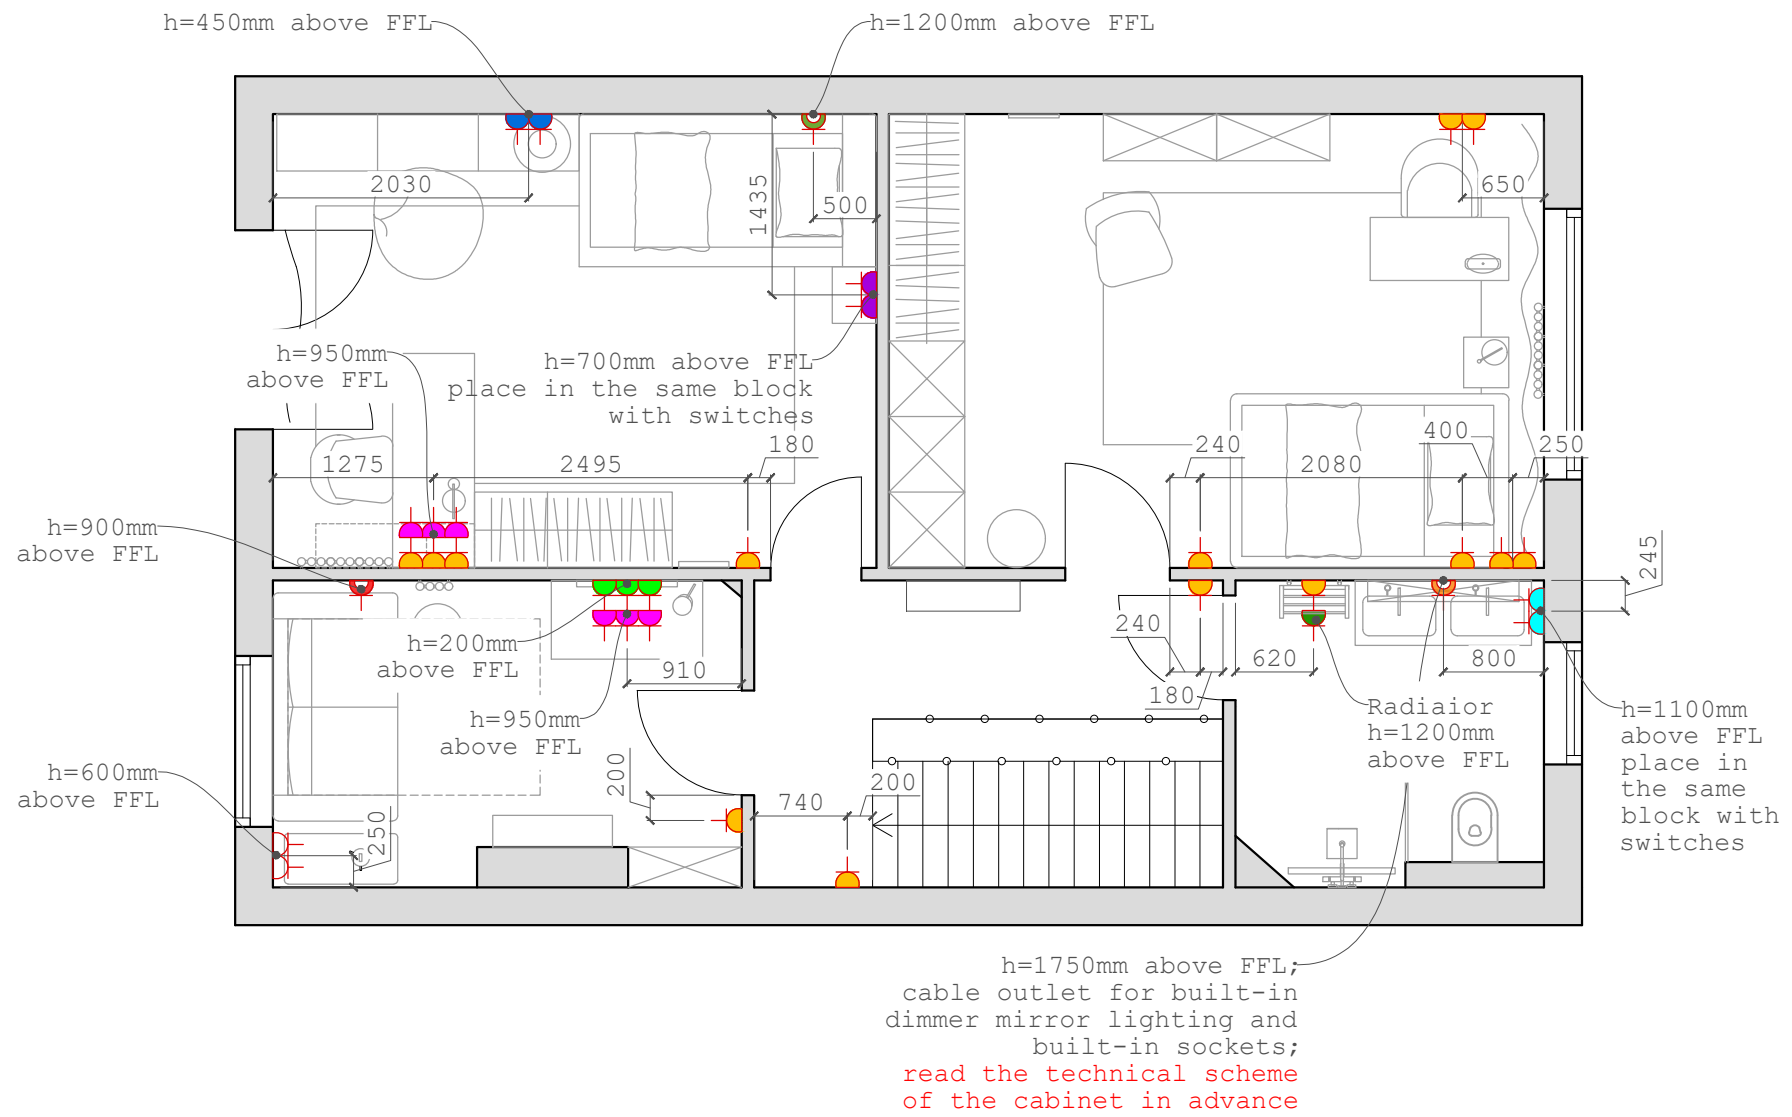 h=450mm above FFL
h=1200mm above FFL
2030
1435
500
650
h=950mm
above FFL
h=700mm above FFL
place in the same block
with switches
180
240
400
250
1275
2495
2080
h=900mm
above FFL
245
h=200mm
above FFL
910
240
620
800
180
h=950mm
above FFL
Radiaior
h=1200mm
above FFL
h=1100mm
above FFL
place in
the same
block with
switches
h=600mm
above FFL
200
740
200
250
h=1750mm above FFL;
cable outlet for built-in
dimmer mirror lighting and
built-in sockets;
read the technical scheme
of the cabinet in advance